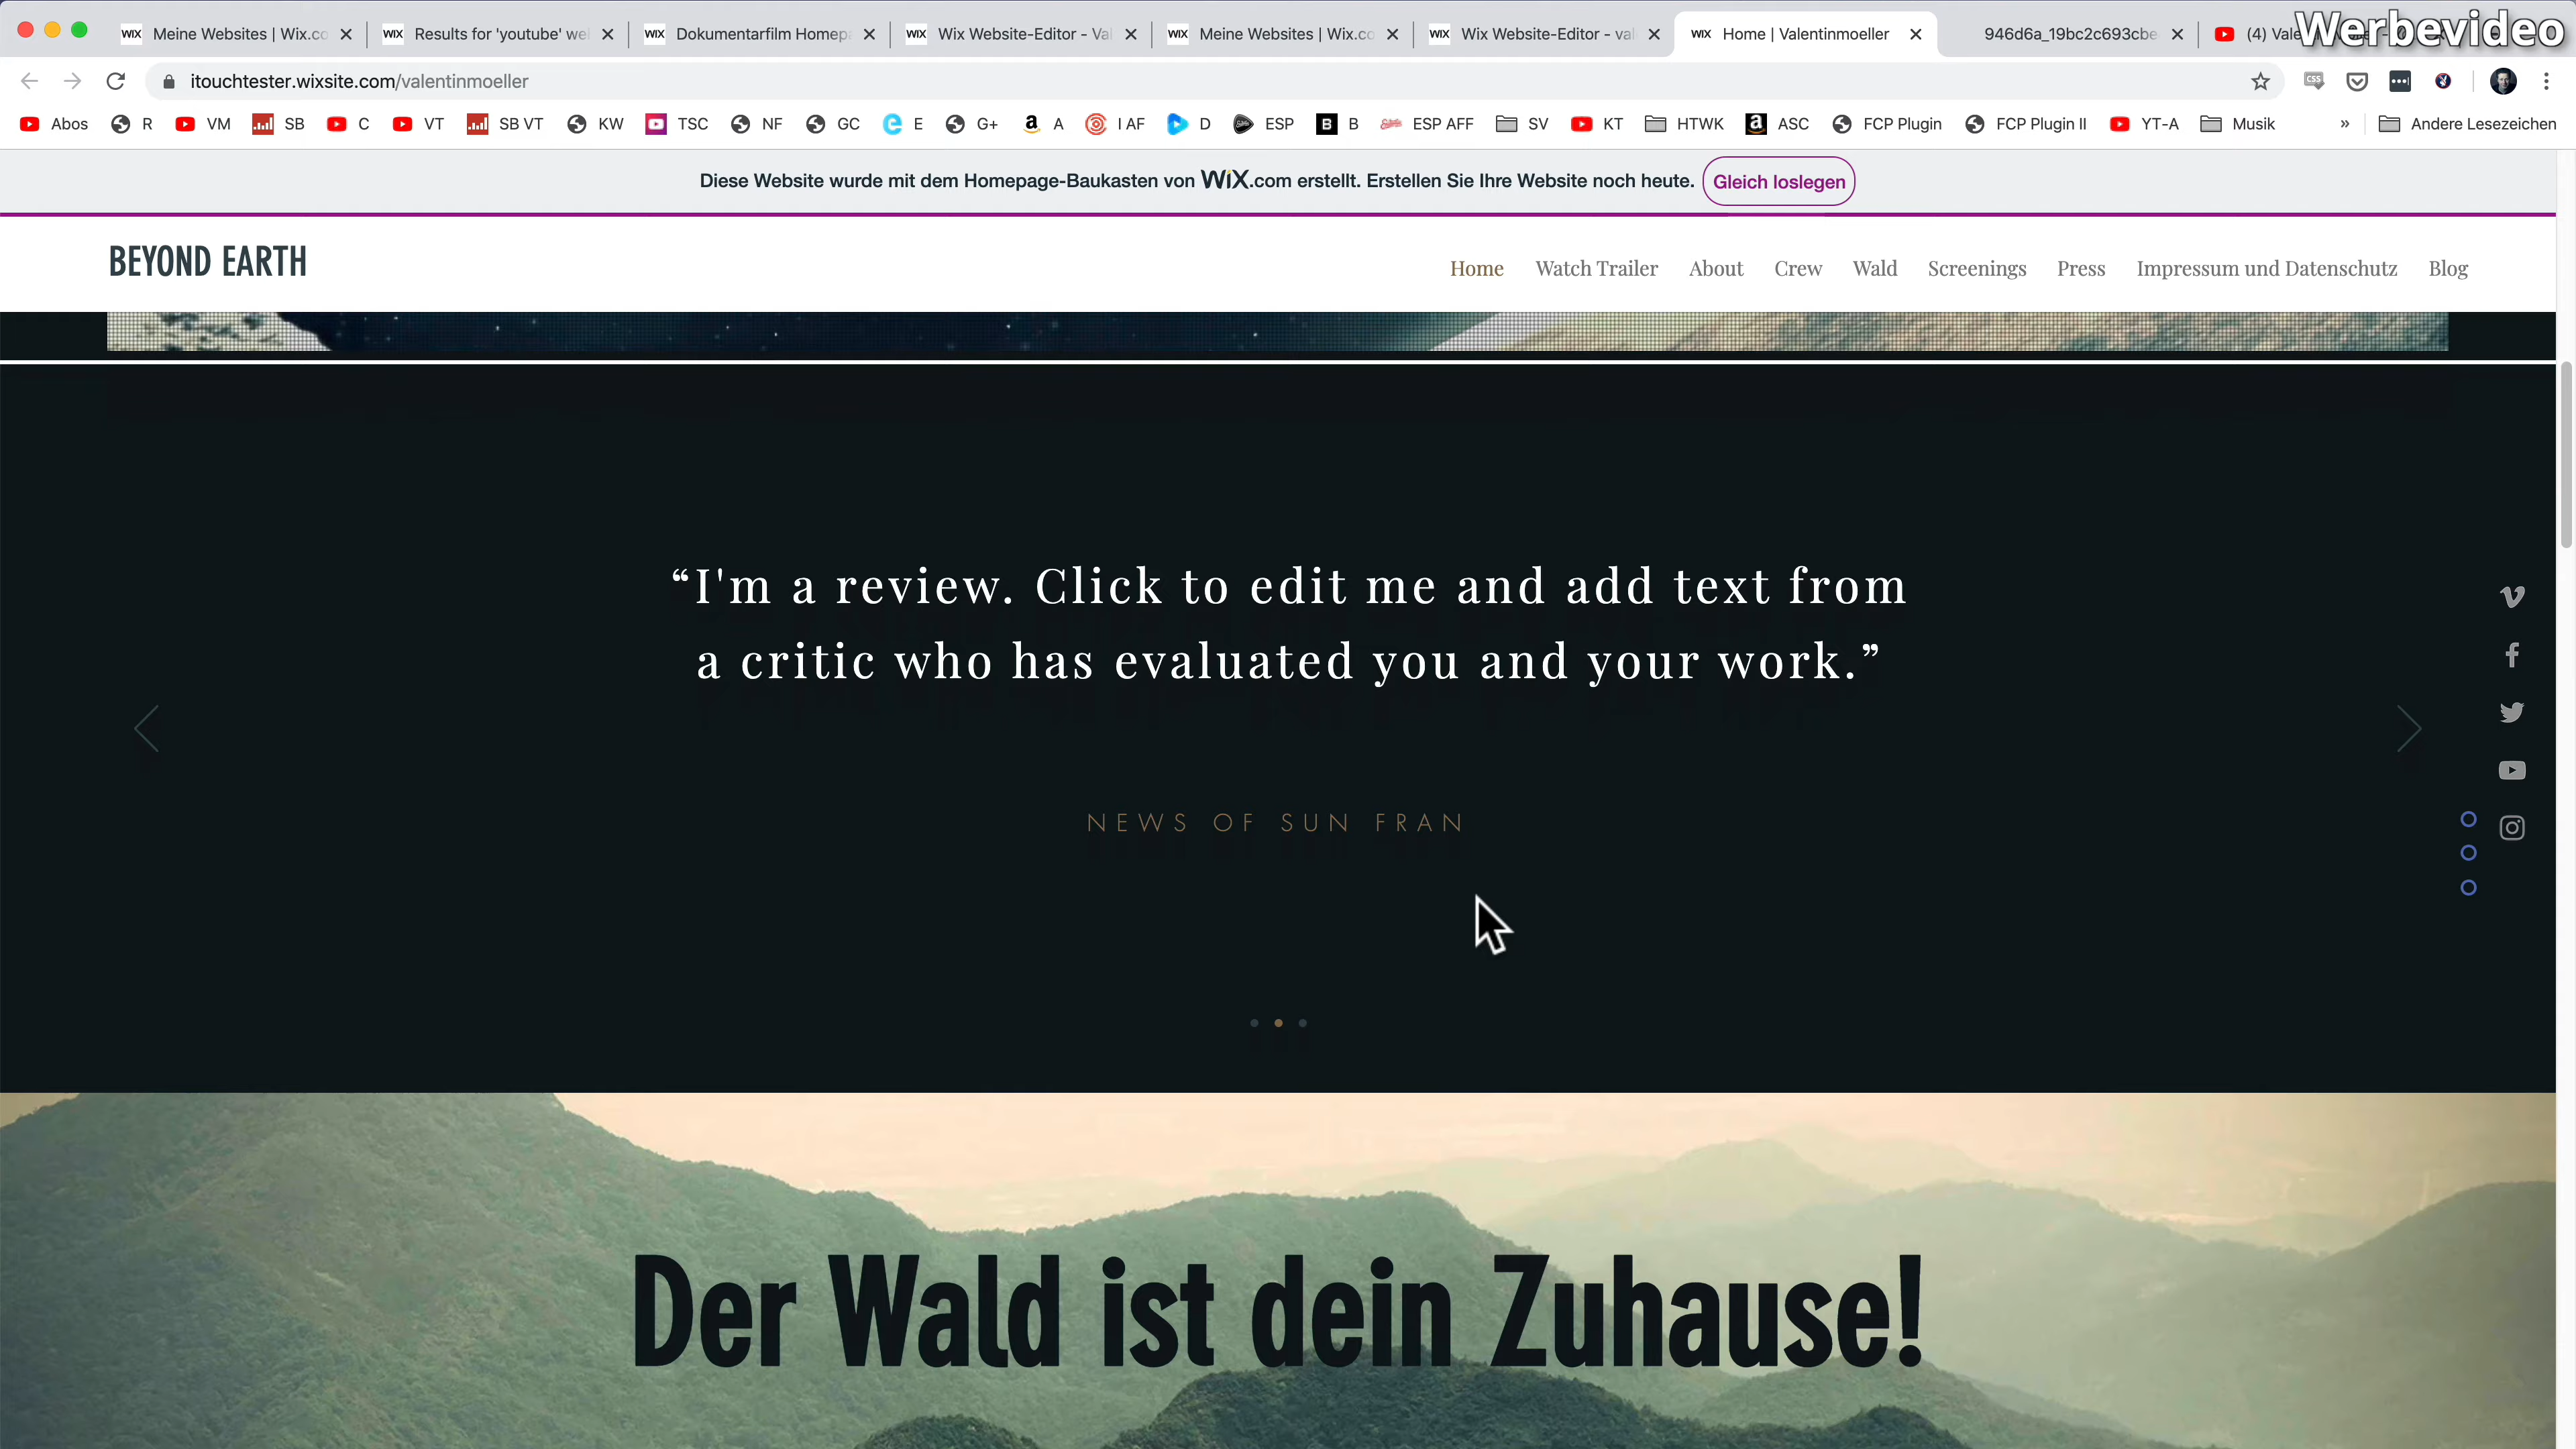 Meine Websites | Wix.co
Results for 'youtube' we
Dokumentarfilm Homep
Wix Website-Editor - Va
Meine Websites | Wix.co
Wix Website-Editor - val
Home | Valentinmoeller
946d6a_19bc2c693cbe
(4) Vale
Werbevideo
itouchtester.wixsite.com/valentinmoeller
Abos R VM SB C VT SB VT KW TSC NF GC E G+ A I AF D ESP B ESP AFF SV KT HTWK ASC FCP Plugin FCP Plugin II YT-A Musik » Andere Lesezeichen
Diese Website wurde mit dem Homepage-Baukasten von WiX.com erstellt. Erstellen Sie Ihre Website noch heute. Gleich loslegen
BEYOND EARTH
Home Watch Trailer About Crew Wald Screenings Press Impressum und Datenschutz Blog
“I'm a review. Click to edit me and add text from
a critic who has evaluated you and your work.”
NEWS OF SUN FRAN
Der Wald ist dein Zuhause!